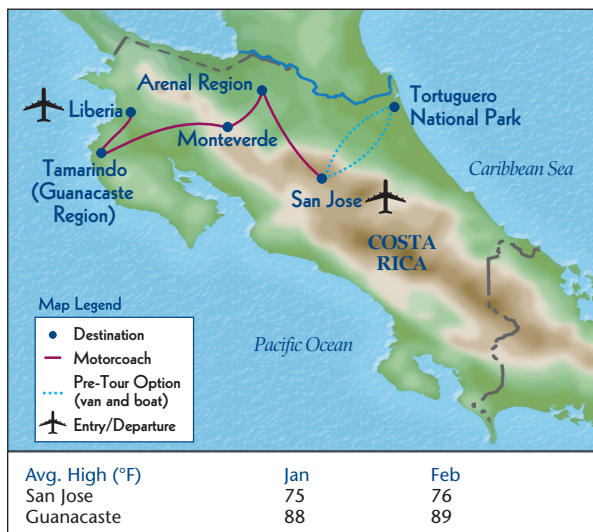 Arenal Region
Liberia
Tortuguero
National Park
Monteverde
Tamarindo
(Guanacaste
Region)
Caribbean Sea
San Jose
COSTA
RICA
Map Legend
Destination
Motorcoach
Pre-Tour Option
(van and boat)
Entry/Departure
Pacific Ocean
Avg. High (°F) Jan Feb
San Jose 75 76
Guanacaste 88 89